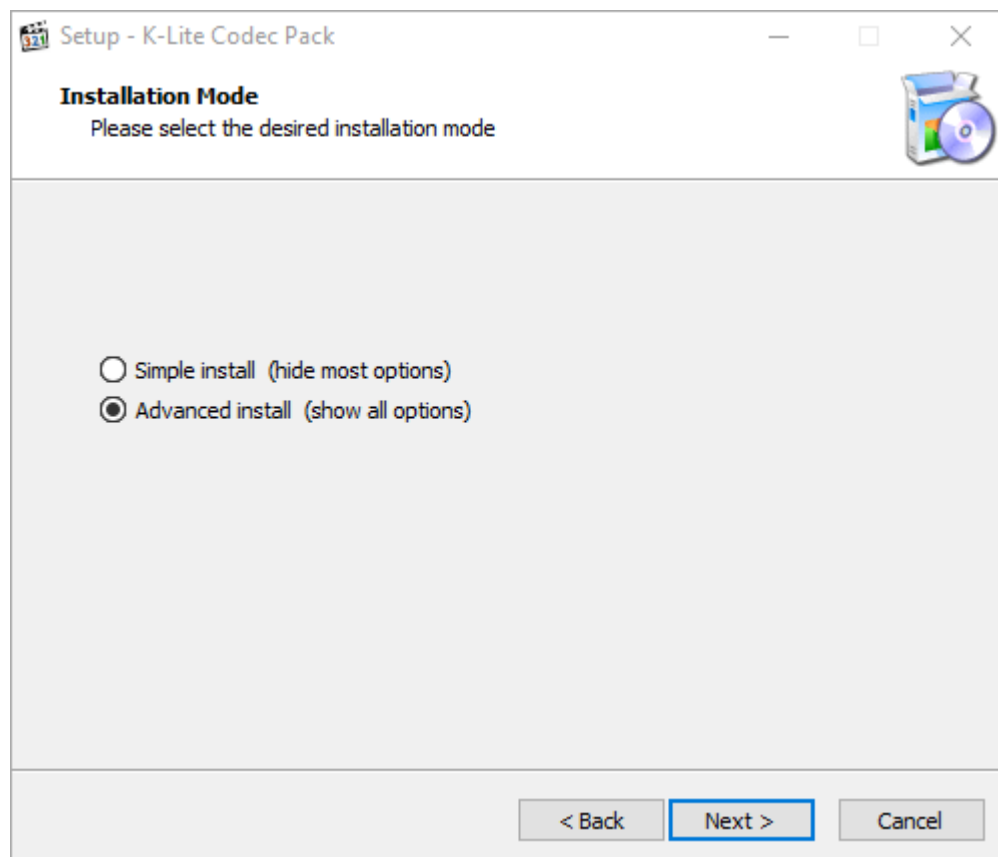 Setup - K-Lite Codec Pack
Installation Mode
Please select the desired installation mode
Simple install (hide most options)
Advanced install (show all options)
< Back
Next >
Cancel